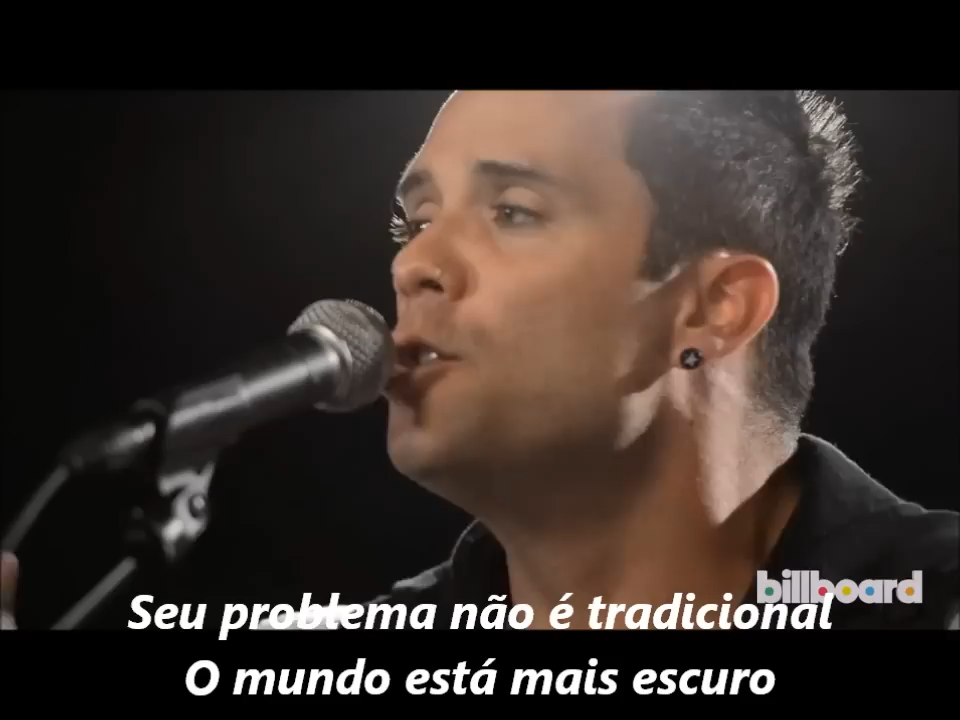 billboard
Seu problema não é tradicional
O mundo está mais escuro